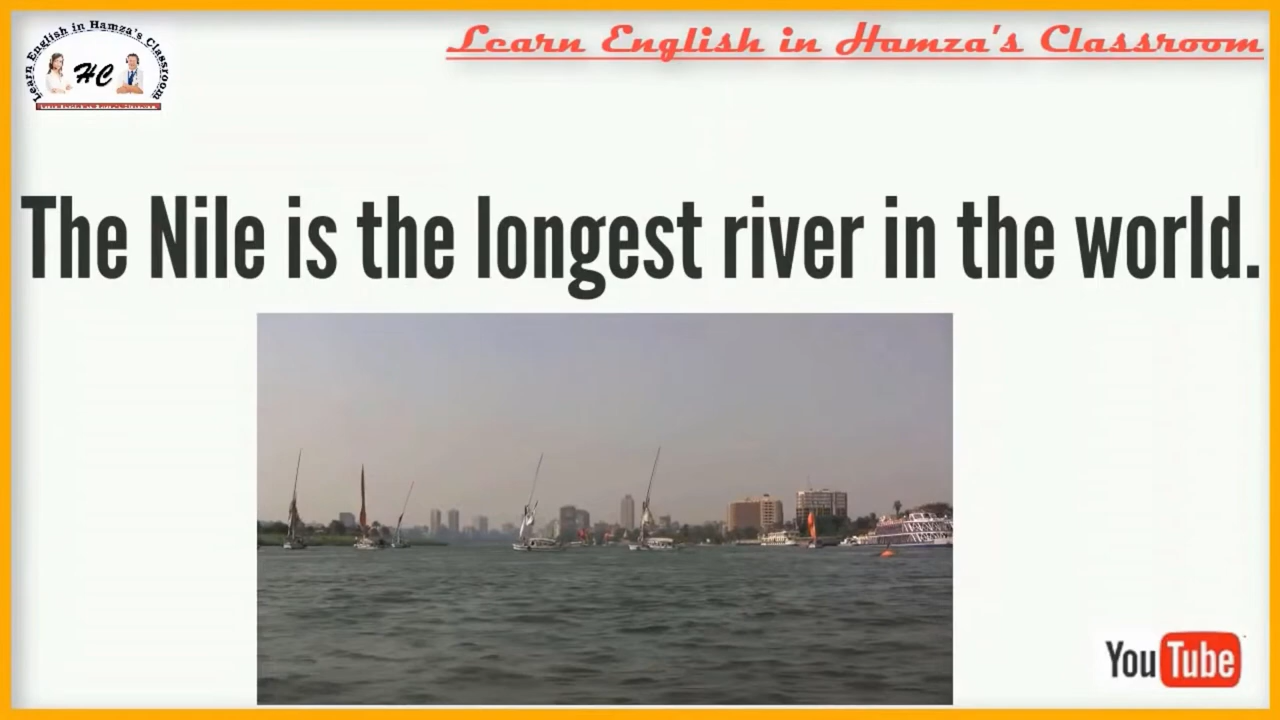 Learn English in Hamza's Classroom
HC
Learn English in Hamza's Classroom
The Nile is the longest river in the world.
YouTube